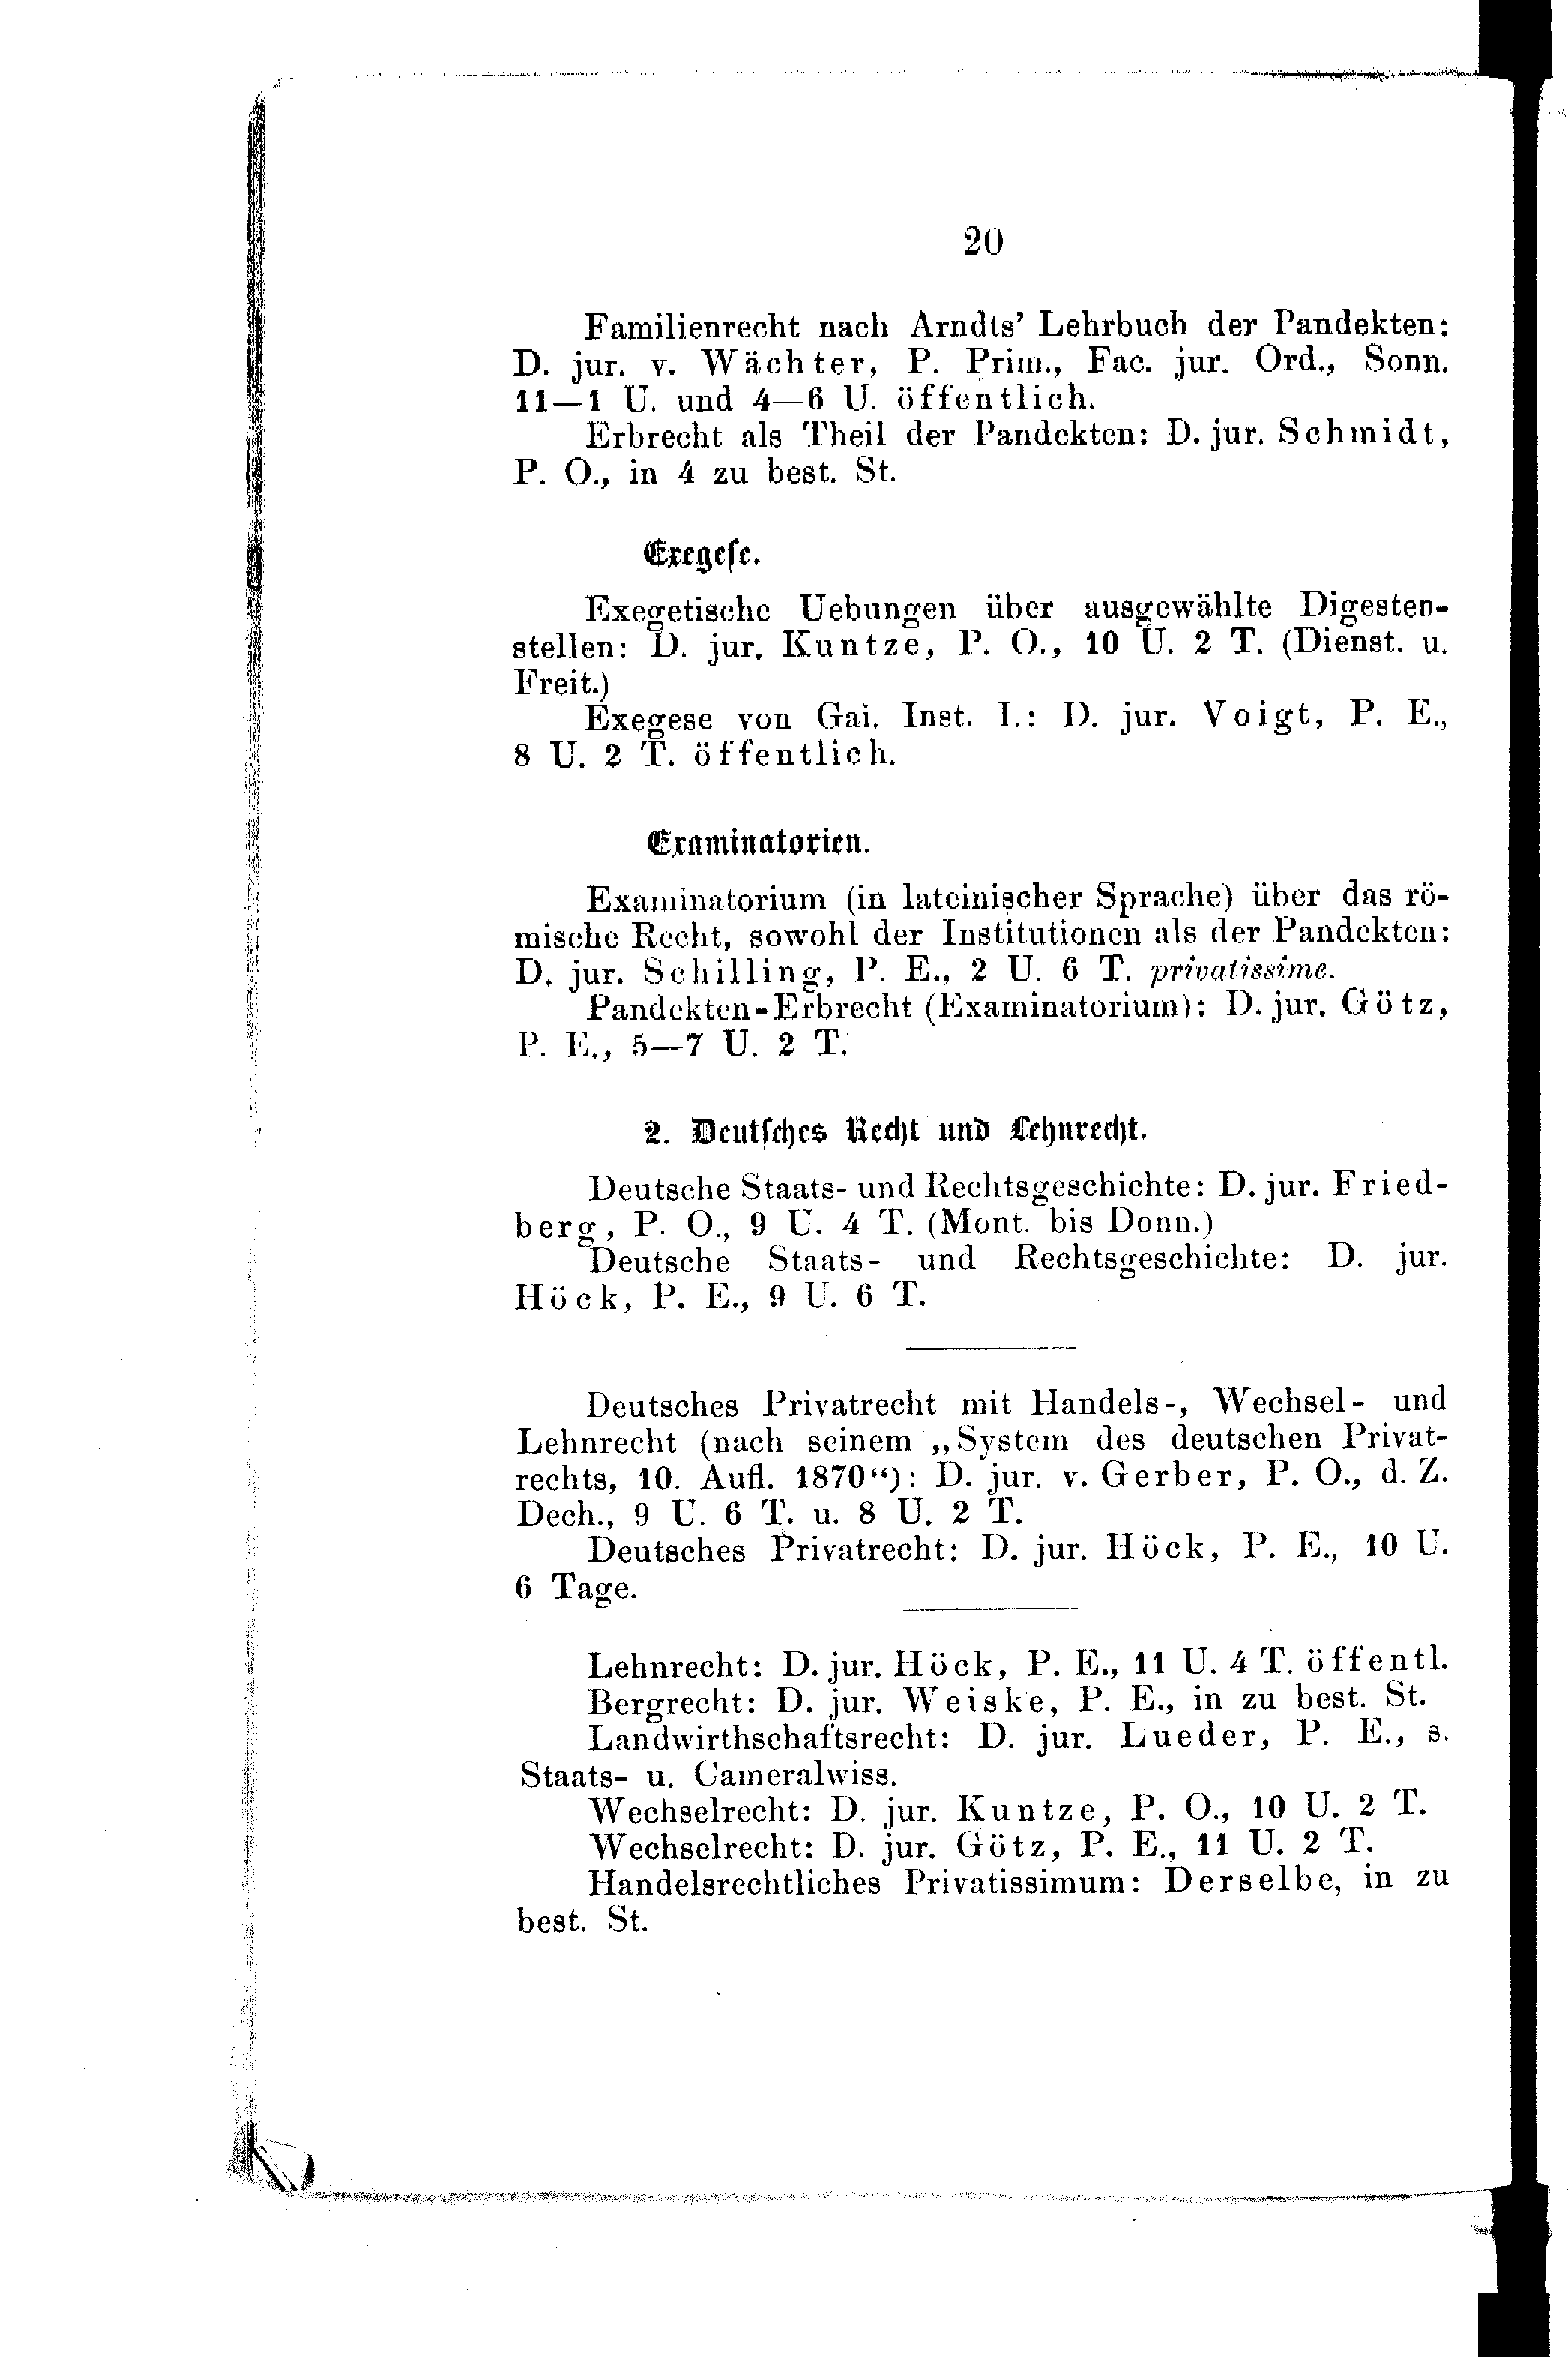 20
Familienrecht nach Arndts' Lehrbuch der Pandekten:
D. jur. v. Wächter, P. Prim., Fac. jur. Ord., Sonn.
11—1 U. und 4—6 U. öffentlich.
Erbrecht als Theil der Pandekten: D. jur. Schmidt,
P. O., in 4 zu best. St.
Exegese.
Exegetische Uebungen über ausgewählte Digesten-
stellen: D. jur. Kuntze, P. O., 10 U. 2 T. (Dienst. u.
Freit.)
Exegese von Gai. Inst. I.: D. jur. Voigt, P. E.,
8 U. 2 T. öffentlich.
Examinatorien.
Examinatorium (in lateinischer Sprache) über das rö-
mische Recht, sowohl der Institutionen als der Pandekten:
D. jur. Schilling, P. E., 2 U. 6 T. privatissime.
Pandekten-Erbrecht (Examinatorium): D. jur. Götz,
P. E., 5—7 U. 2 T.
2. Deutsches Recht und Lehnrecht.
Deutsche Staats- und Rechtsgeschichte: D. jur. Fried-
berg, P. O., 9 U. 4 T. (Mont. bis Donn.)
Deutsche Staats- und Rechtsgeschichte: D. jur.
Höck, P. E., 9 U. 6 T.
Deutsches Privatrecht mit Handels-, Wechsel- und
Lehnrecht (nach seinem „System des deutschen Privat-
rechts, 10. Aufl. 1870“): D. jur. v. Gerber, P. O., d. Z.
Dech., 9 U. 6 T. u. 8 U. 2 T.
Deutsches Privatrecht: D. jur. Höck, P. E., 10 U.
6 Tage.
Lehnrecht: D. jur. Höck, P. E., 11 U. 4 T. öffentl.
Bergrecht: D. jur. Weiske, P. E., in zu best. St.
Landwirthschaftsrecht: D. jur. Lueder, P. E., s.
Staats- u. Cameralwiss.
Wechselrecht: D. jur. Kuntze, P. O., 10 U. 2 T.
Wechselrecht: D. jur. Götz, P. E., 11 U. 2 T.
Handelsrechtliches Privatissimum: Derselbe, in zu
best. St.